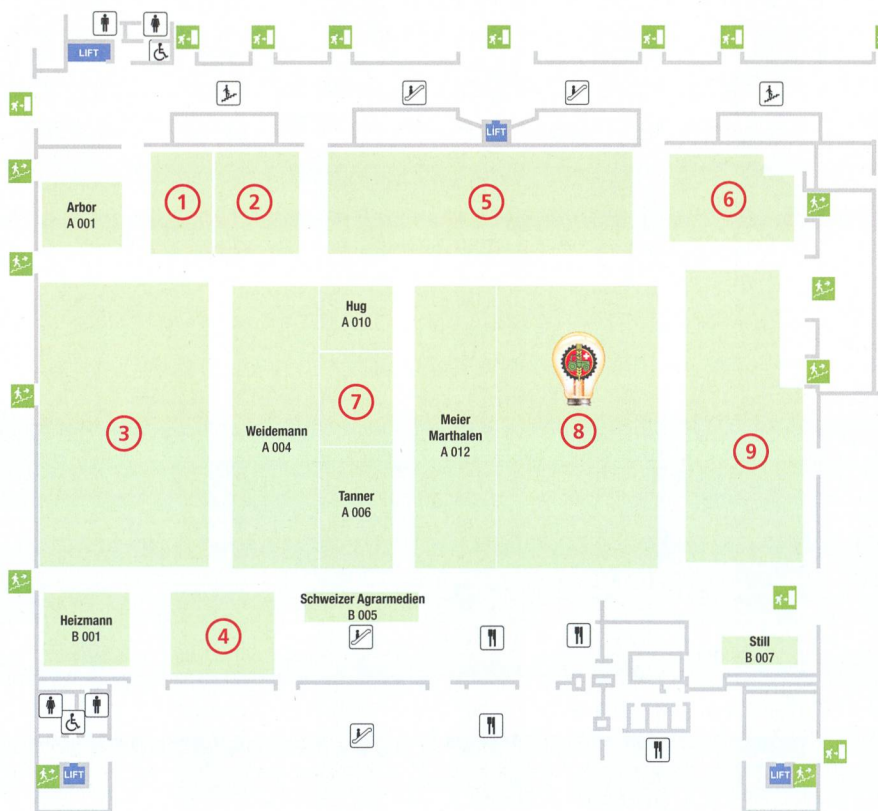 LIFT
LIFT
Arbor
A 001
1
2
5
6
Hug
A 010
3
Weidemann
A 004
7
Meier
Marthalen
A 012
8
9
Tanner
A 006
Heizmann
B 001
4
Schweizer Agrarmedien
B 005
Still
B 007
LIFT
LIFT